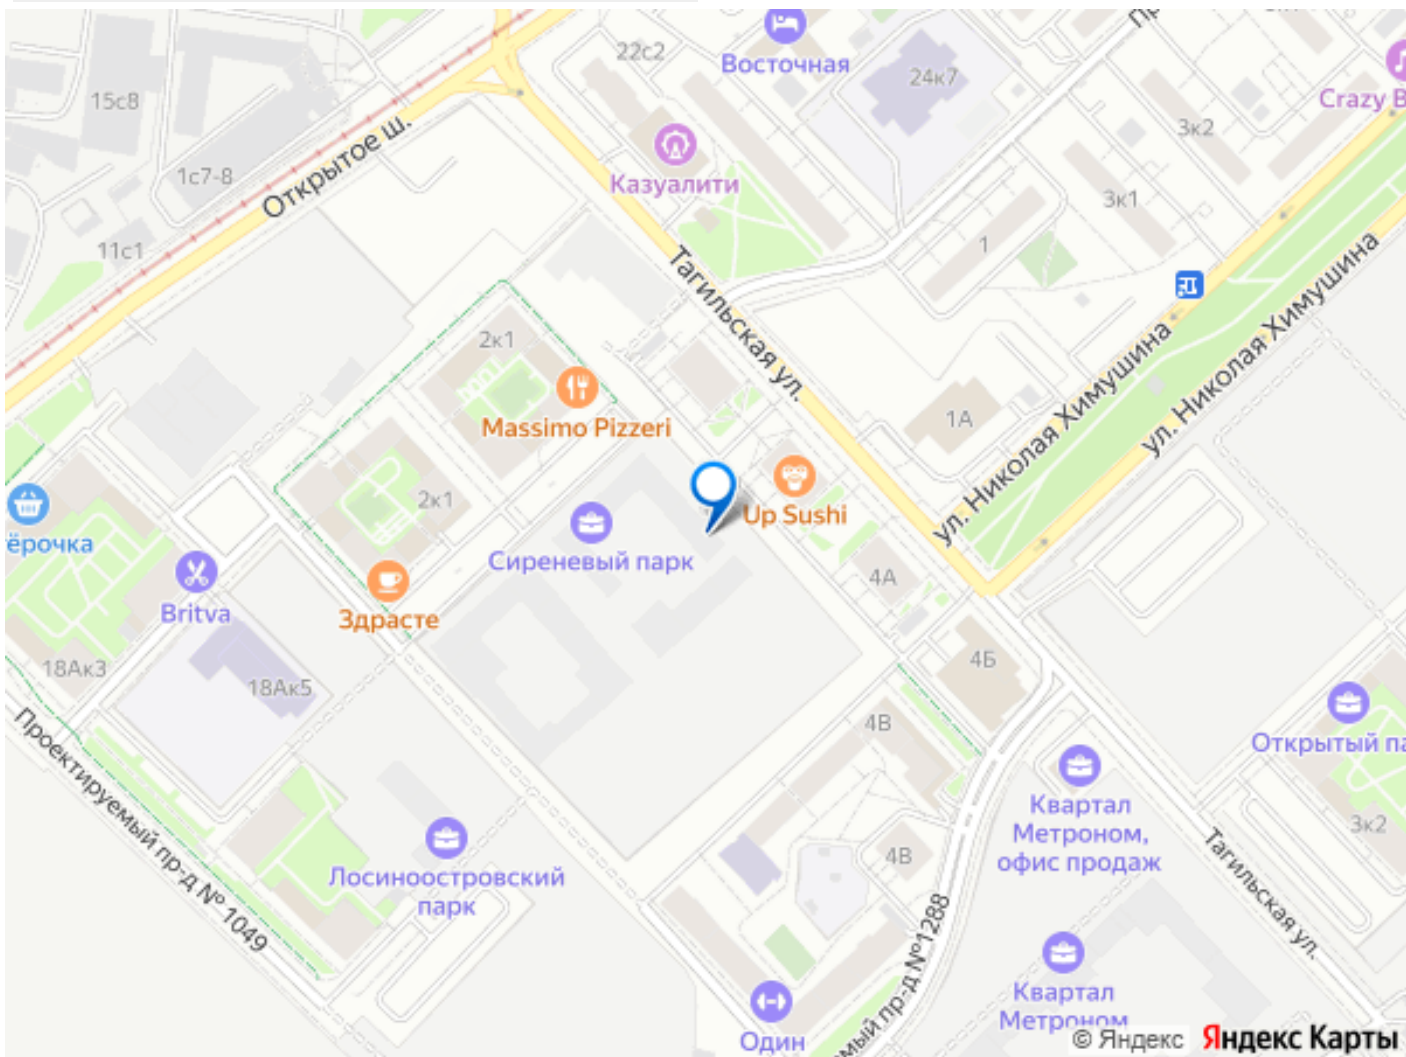 22с2
Восточная
24к7
Crazy B
15с8
3к2
Казуалити
1с7-8
Открытое ш.
3к1
11с1
1
Тагильская ул.
ул. Николая Химушина
ул. Николая Химушина
2к1
1А
Massimo Pizzeri
2к1
Up Sushi
ёрочка
Сиреневый парк
4А
Britva
Здрасте
4Б
18Ак3
18Ак5
4В
Открытый па
Проектируемый пр-д № 1049
Квартал
Метроном,
офис продаж
3к2
4В
Лосиноостровский
парк
Тагильская ул.
емый пр-д №1288
Квартал
Метроном
Один
© Яндекс Яндекс Карты